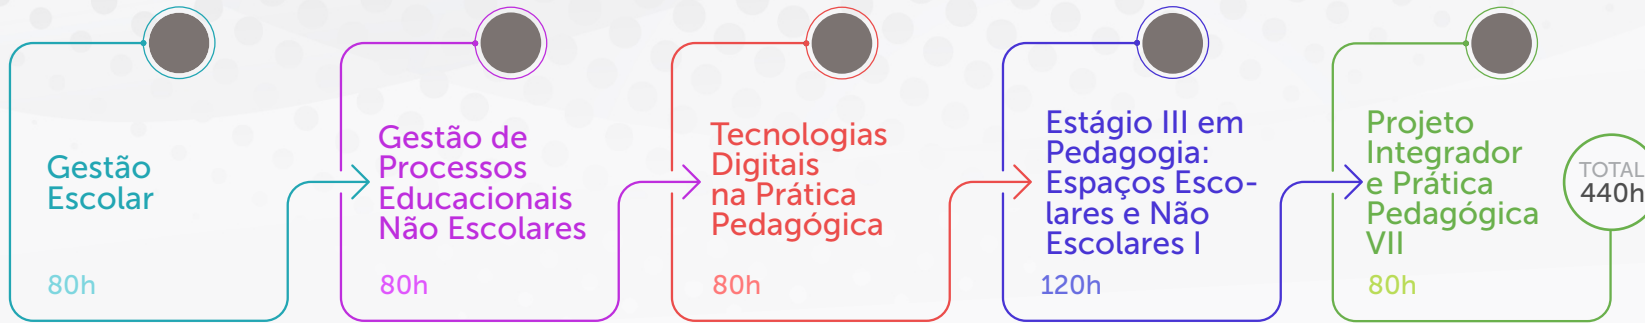 Gestão
Escolar
80h
Gestão de
Processos
Educacionais
Não Escolares
80h
Tecnologias
Digitais
na Prática
Pedagógica
80h
Estágio III em
Pedagogia:
Espaços Esco-
lares e Não
Escolares I
120h
Projeto
Integrador
e Prática
Pedagógica
VII
80h
TOTAL
440h